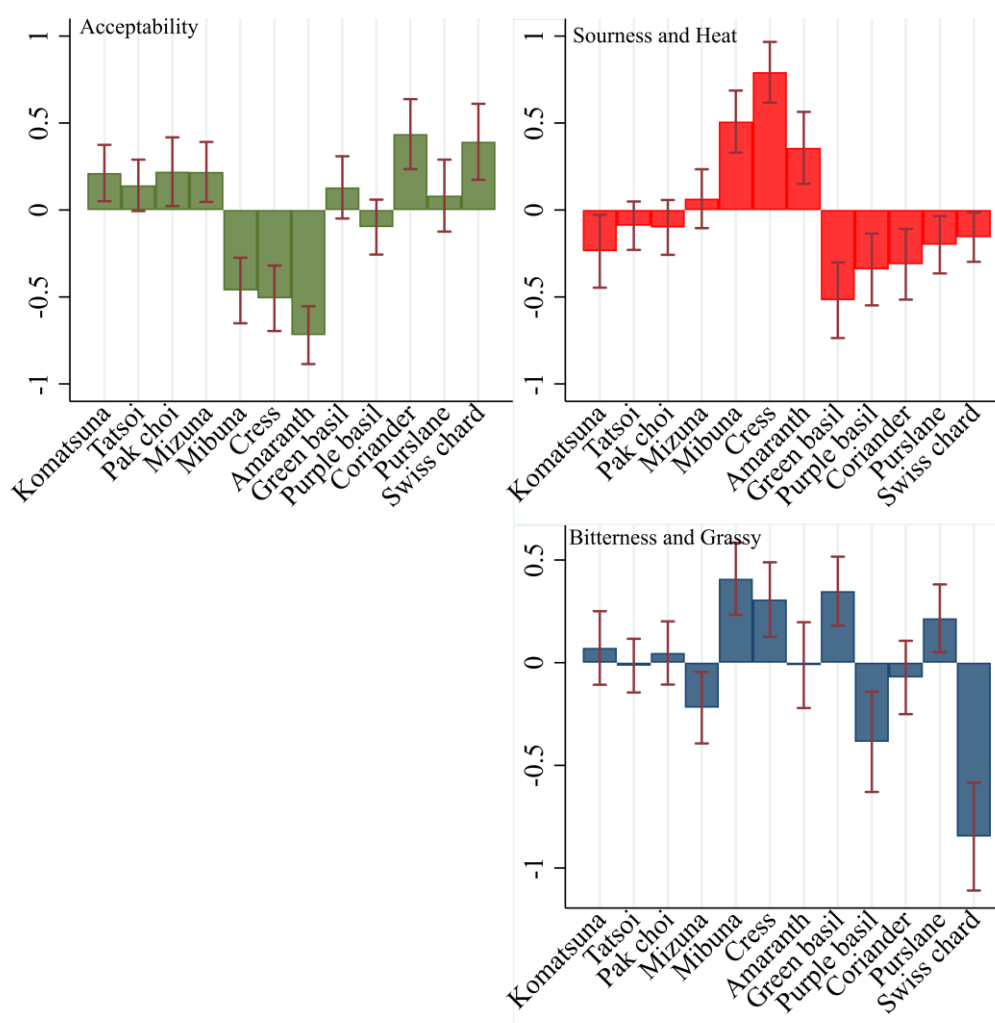 Acceptability
1
0.5
0
-0.5
-1
Komatsuna
Tatsoi
Pak choi
Mizuna
Mibuna
Cress
Amaranth
Green basil
Purple basil
Coriander
Purslane
Swiss chard
Sourness and Heat
1
0.5
0
-0.5
-1
Komatsuna
Tatsoi
Pak choi
Mizuna
Mibuna
Cress
Amaranth
Green basil
Purple basil
Coriander
Purslane
Swiss chard
Bitterness and Grassy
0.5
0
-0.5
-1
Komatsuna
Tatsoi
Pak choi
Mizuna
Mibuna
Cress
Amaranth
Green basil
Purple basil
Coriander
Purslane
Swiss chard